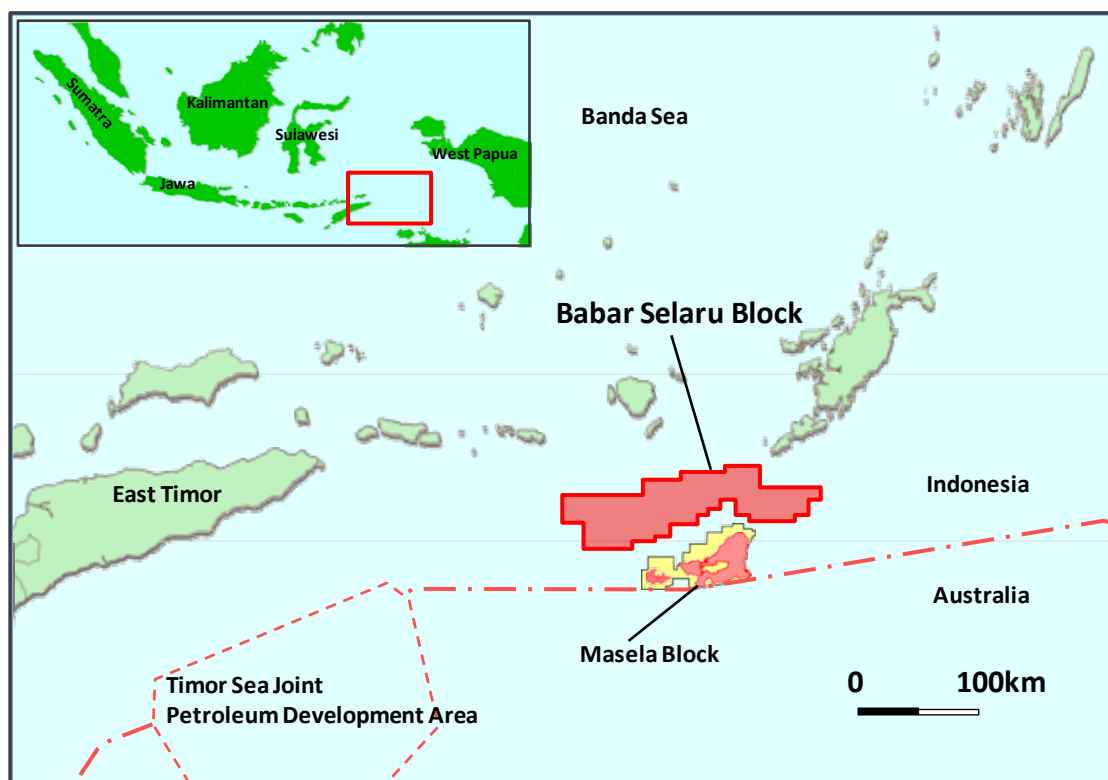 Sumatra
Kalimantan
Sulawesi
West Papua
Jawa
Banda Sea
Babar Selaru Block
East Timor
Indonesia
Australia
Masela Block
Timor Sea Joint
Petroleum Development Area
0 100km